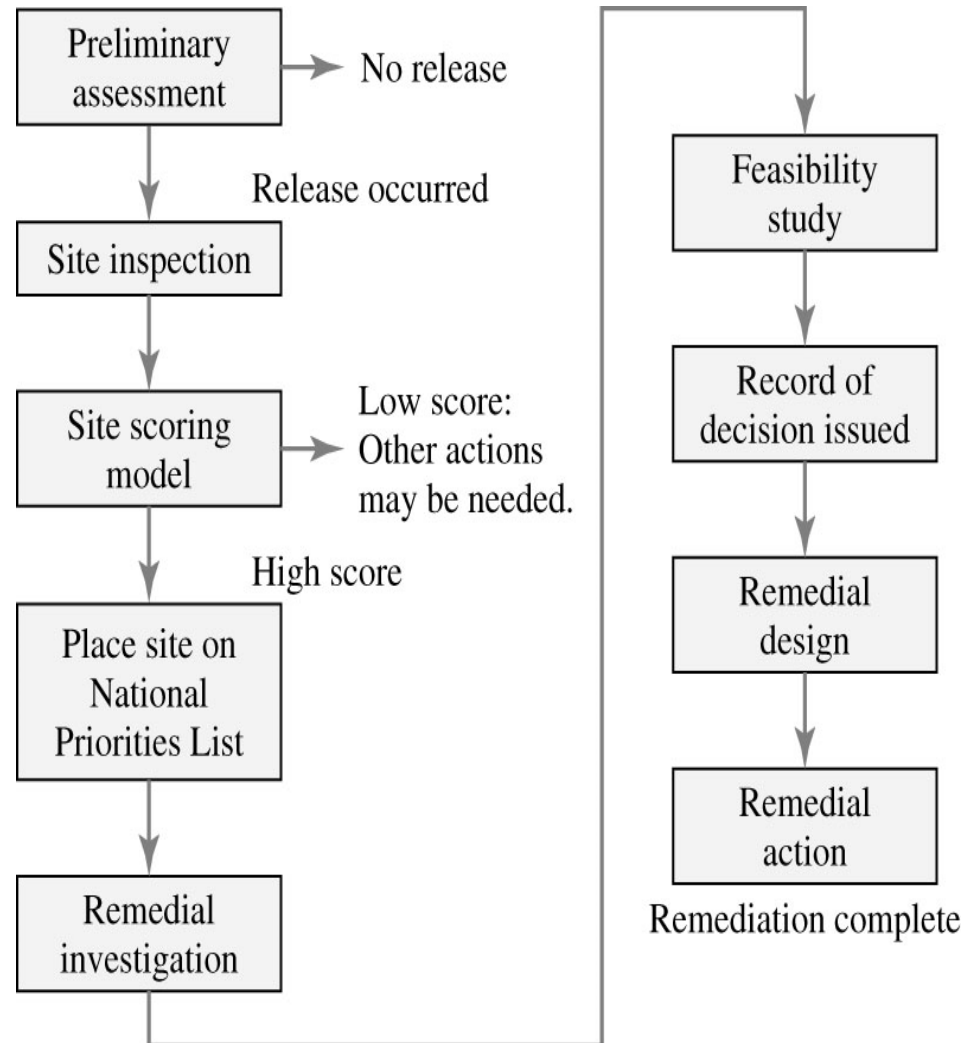 Preliminary
assessment
No release
Release occurred
Site inspection
Site scoring
model
Low score:
Other actions
may be needed.
High score
Place site on
National
Priorities List
Remedial
investigation
Feasibility
study
Record of
decision issued
Remedial
design
Remedial
action
Remediation complete